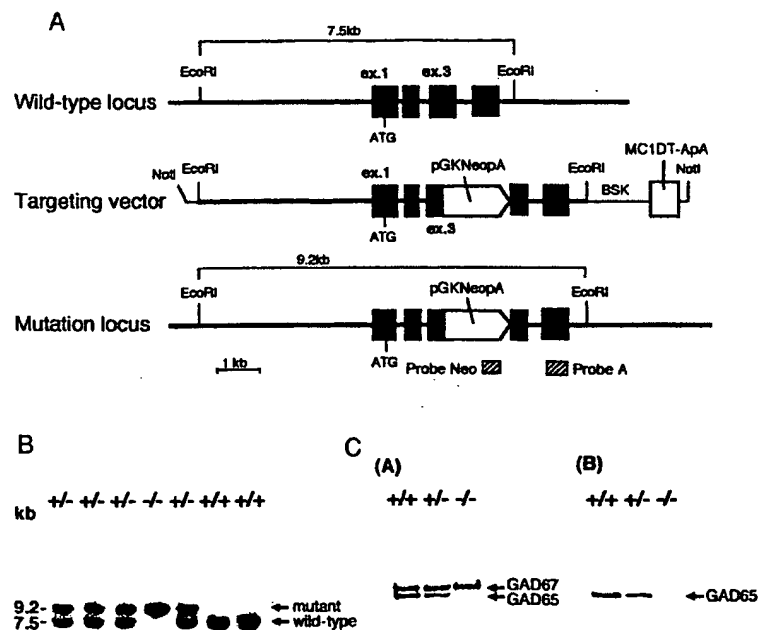 A
7.5kb
EcoRI
EcoRI
ex.1
ex.3
Wild-type locus
ATG
MC1DT-ApA
NotI
EcoRI
ex.1
pGKNeopA
EcoRI
BSK
NotI
Targeting vector
ATG
ex.3
9.2kb
EcoRI
pGKNeopA
EcoRI
Mutation locus
ATG
Probe Neo
Probe A
1 kb
B
kb
+/- +/- +/- -/- +/- +/+ +/+
9.2-
mutant
7.5-
wild-type
C
(A)
(B)
+/+ +/- -/-
+/+ +/- -/-
GAD67
GAD65
GAD65